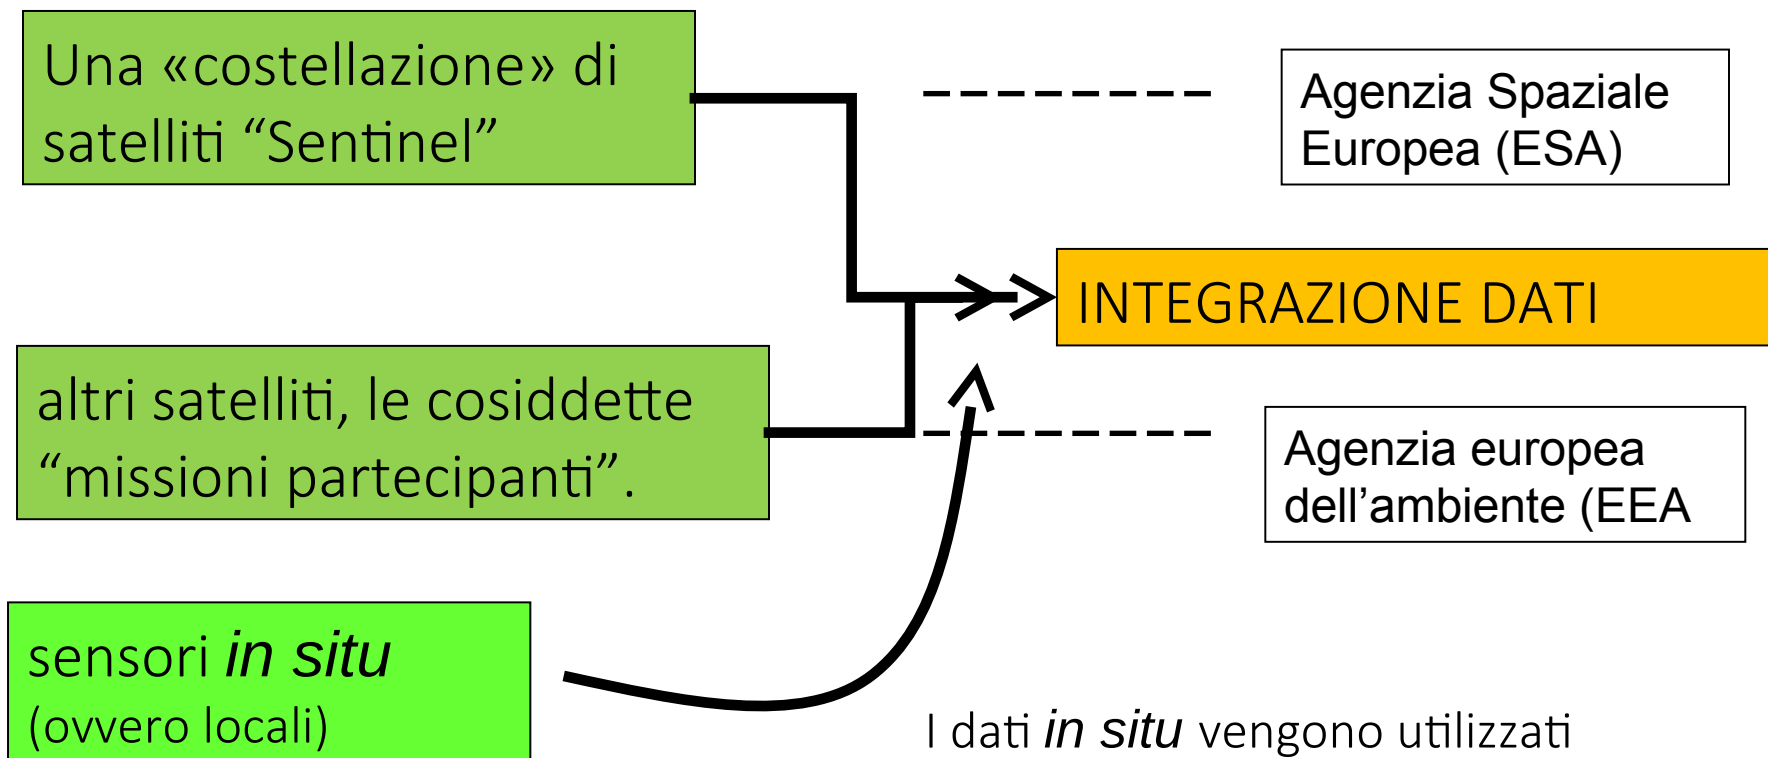 Una «costellazione» di
satelliti “Sentinel”
Agenzia Spaziale
Europea (ESA)
INTEGRAZIONE DATI
altri satelliti, le cosiddette
“missioni partecipanti”.
Agenzia europea
dell’ambiente (EEA
sensori in situ
(ovvero locali)
I dati in situ vengono utilizzati